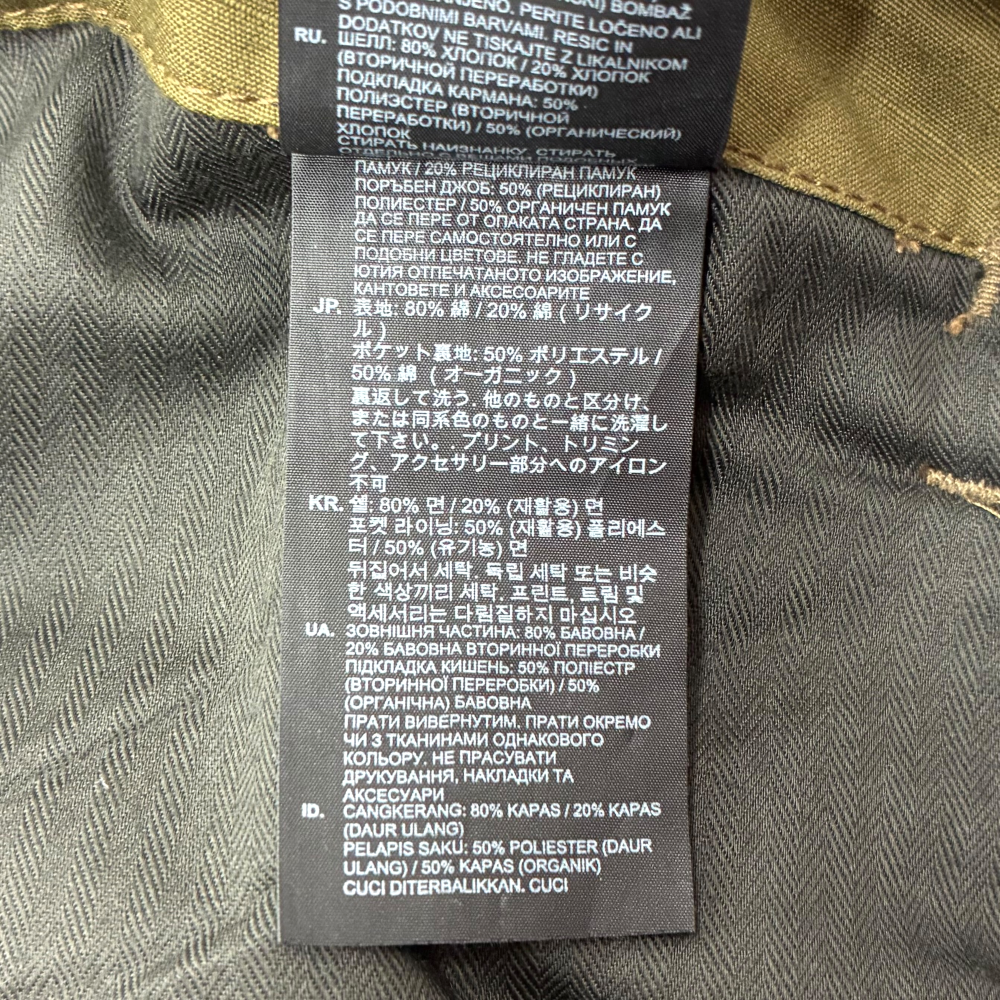 BOMBAŽ
PERITE LOČENO ALI
S PODOBNIMI BARVAMI. RESIC IN
DODATKOV NE TISKAJTE Z LIKALNIKOM
RU. ШЕЛЛ: 80% ХЛОПОК / 20% ХЛОПОК
(ВТОРИЧНОЙ ПЕРЕРАБОТКИ)
ПОДКЛАДКА КАРМАНА: 50%
ПОЛИЭСТЕР (ВТОРИЧНОЙ
ПЕРЕРАБОТКИ) / 50% (ОРГАНИЧЕСКИЙ)
ХЛОПОК
СТИРАТЬ НАИЗНАНКУ. СТИРАТЬ
ПАМУК / 20% РЕЦИКЛИРАН ПАМУК
ПОРЪБЕН ДЖОБ: 50% (РЕЦИКЛИРАН)
ПОЛИЕСТЕР / 50% ОРГАНИЧЕН ПАМУК
ДА СЕ ПЕРЕ ОТ ОПАКАТА СТРАНА. ДА
СЕ ПЕРЕ САМОСТОЯТЕЛНО ИЛИ С
ПОДОБНИ ЦВЕТОВЕ. НЕ ГЛАДЕТЕ С
ЮТИЯ ОТПЕЧАТАНОТО ИЗОБРАЖЕНИЕ,
КАНТОВЕТЕ И АКСЕСОАРИТЕ
JP. 表地: 80% 綿 / 20% 綿 ( リサイク
ル )
ポケット裏地: 50% ポリエステル /
50% 綿 ( オーガニック )
裏返して洗う. 他のものと区分け,
または同系色のものと一緒に洗濯し
て下さい。. プリント、トリミン
グ、アクセサリー部分へのアイロン
不可
KR. 쉘: 80% 면 / 20% (재활용) 면
포켓 라이닝: 50% (재활용) 폴리에스
터 / 50% (유기농) 면
뒤집어서 세탁. 독립 세탁 또는 비슷
한 색상끼리 세탁. 프린트, 트림 및
액세서리는 다림질하지 마십시오
UA. ЗОВНІШНЯ ЧАСТИНА: 80% БАВОВНА /
20% БАВОВНА ВТОРИННОЇ ПЕРЕРОБКИ
ПІДКЛАДКА КИШЕНЬ: 50% ПОЛІЕСТР
(ВТОРИННОЇ ПЕРЕРОБКИ) / 50%
(ОРГАНІЧНА) БАВОВНА
ПРАТИ ВИВЕРНУТИМ. ПРАТИ ОКРЕМО
ЧИ З ТКАНИНАМИ ОДНАКОВОГО
КОЛЬОРУ. НЕ ПРАСУВАТИ
ДРУКУВАННЯ, НАКЛАДКИ ТА
АКСЕСУАРИ
ID. CANGKERANG: 80% KAPAS / 20% KAPAS
(DAUR ULANG)
PELAPIS SAKU: 50% POLIESTER (DAUR
ULANG) / 50% KAPAS (ORGANIK)
CUCI DITERBALIKKAN. CUCI